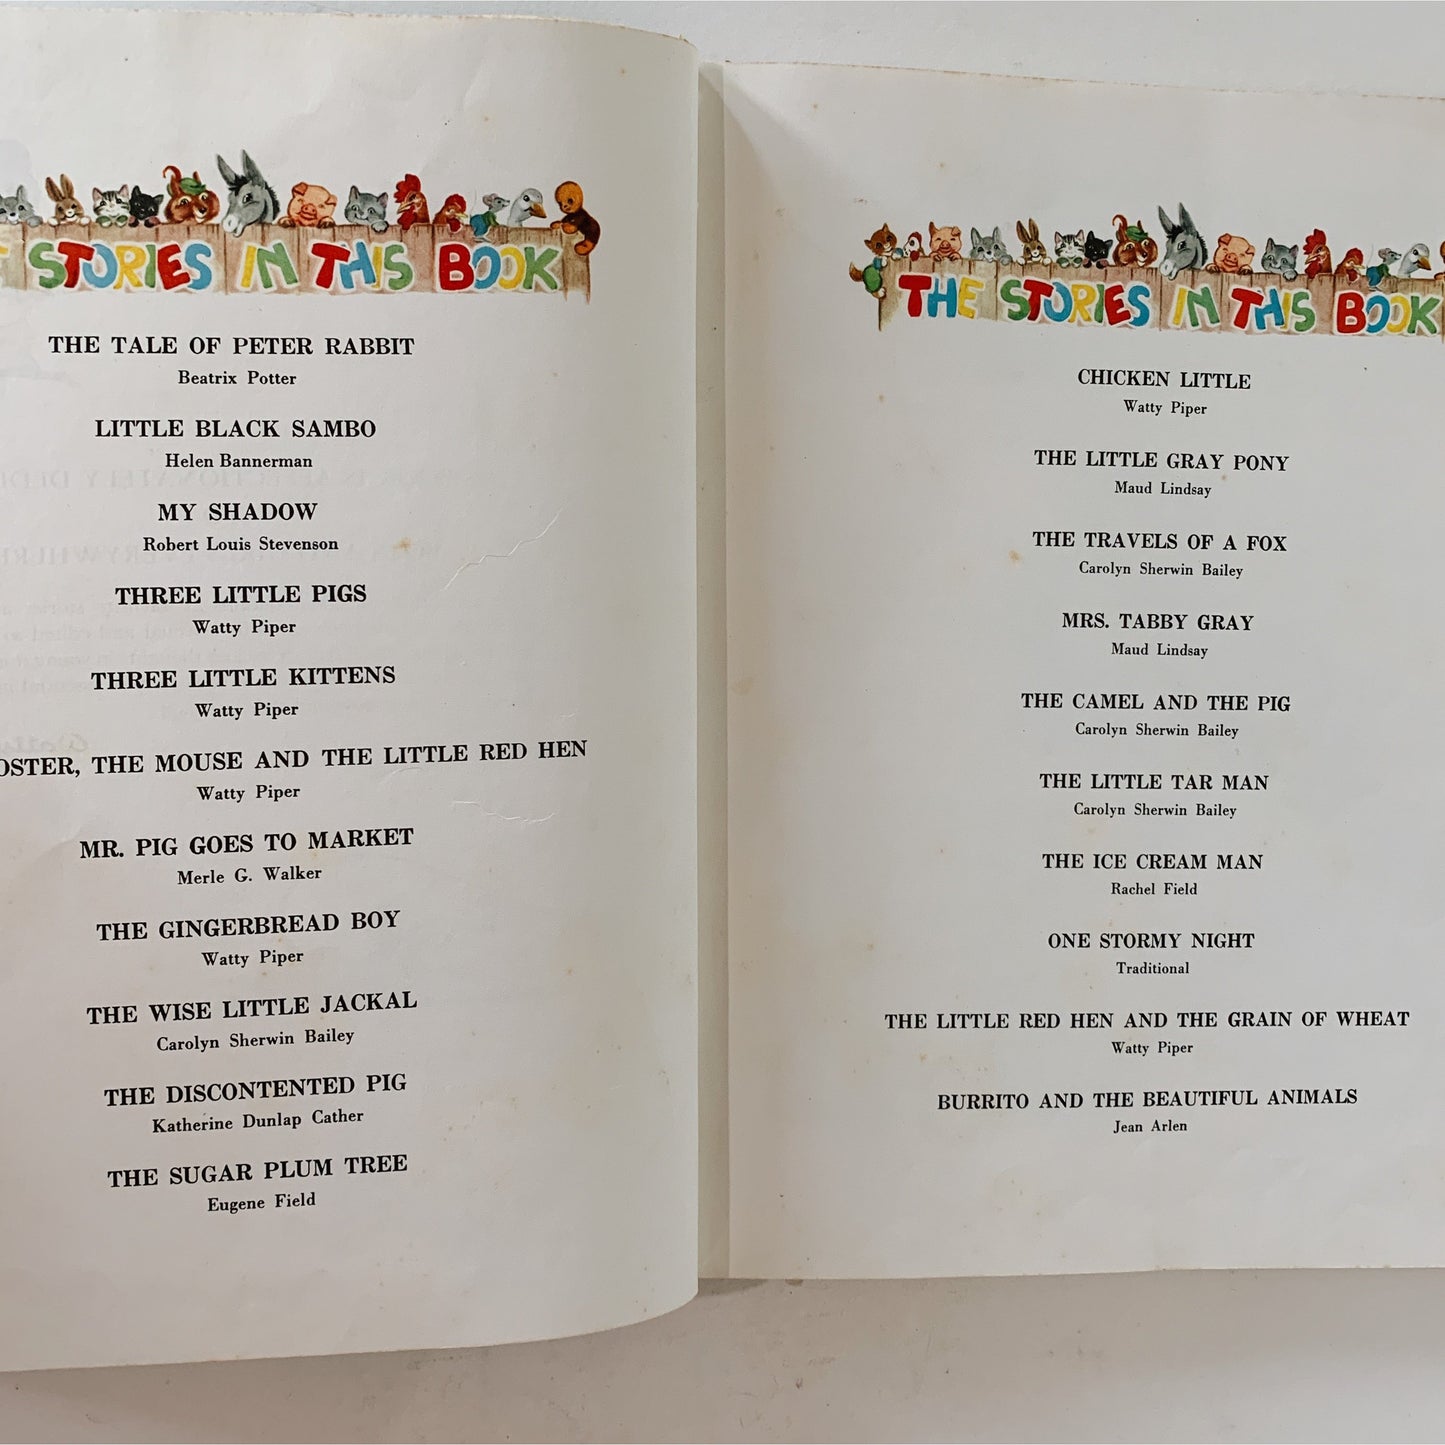 STORIES IN THIS BOOK
THE TALE OF PETER RABBIT
Beatrix Potter
LITTLE BLACK SAMBO
Helen Bannerman
MY SHADOW
Robert Louis Stevenson
THREE LITTLE PIGS
Watty Piper
THREE LITTLE KITTENS
Watty Piper
OSTER, THE MOUSE AND THE LITTLE RED HEN
Watty Piper
MR. PIG GOES TO MARKET
Merle G. Walker
THE GINGERBREAD BOY
Watty Piper
THE WISE LITTLE JACKAL
Carolyn Sherwin Bailey
THE DISCONTENTED PIG
Katherine Dunlap Cather
THE SUGAR PLUM TREE
Eugene Field
THE STORIES IN THIS BOOK
CHICKEN LITTLE
Watty Piper
THE LITTLE GRAY PONY
Maud Lindsay
THE TRAVELS OF A FOX
Carolyn Sherwin Bailey
MRS. TABBY GRAY
Maud Lindsay
THE CAMEL AND THE PIG
Carolyn Sherwin Bailey
THE LITTLE TAR MAN
Carolyn Sherwin Bailey
THE ICE CREAM MAN
Rachel Field
ONE STORMY NIGHT
Traditional
THE LITTLE RED HEN AND THE GRAIN OF WHEAT
Watty Piper
BURRITO AND THE BEAUTIFUL ANIMALS
Jean Arlen